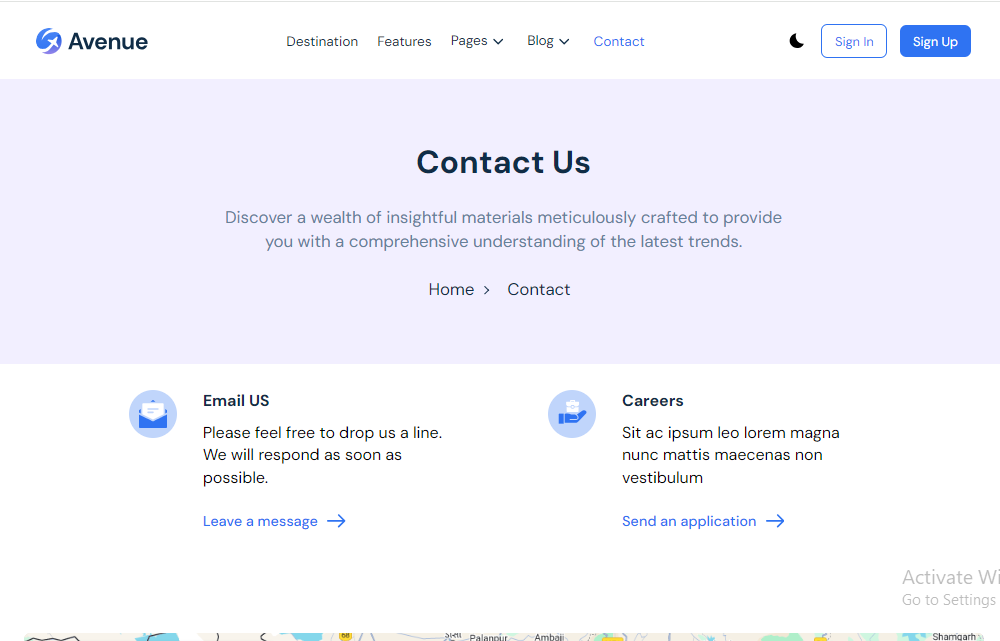 Avenue
Destination Features Pages Blog Contact
Sign In
Sign Up
Contact Us
Discover a wealth of insightful materials meticulously crafted to provide
you with a comprehensive understanding of the latest trends.
Home > Contact
Email US
Please feel free to drop us a line.
We will respond as soon as
possible.
Leave a message
Careers
Sit ac ipsum leo lorem magna
nunc mattis maecenas non
vestibulum
Send an application
Activate Wi
Go to Settings
68
Palanpur
Ambaji
Shamgarh